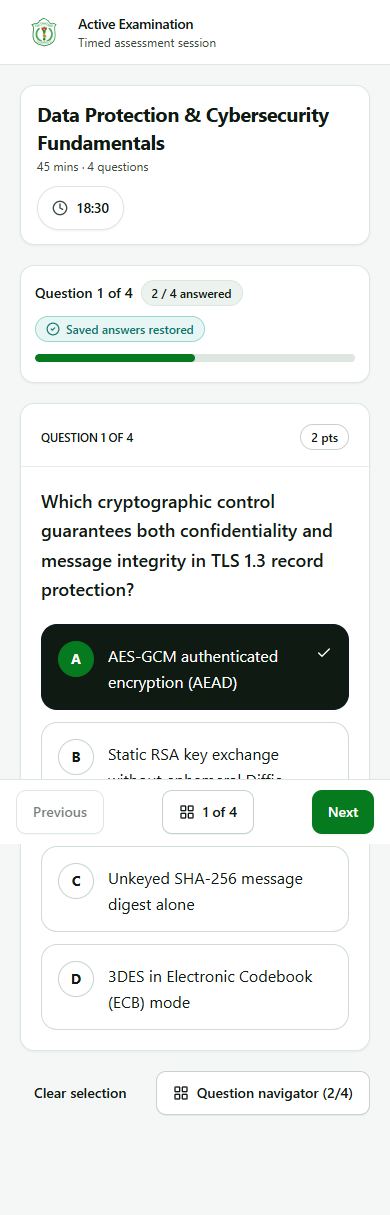 Active Examination
Timed assessment session
Data Protection & Cybersecurity
Fundamentals
45 mins · 4 questions
18:30
Question 1 of 4
2 / 4 answered
Saved answers restored
QUESTION 1 OF 4
2 pts
Which cryptographic control
guarantees both confidentiality and
message integrity in TLS 1.3 record
protection?
A
AES-GCM authenticated
encryption (AEAD)
B
Static RSA key exchange
without ephemeral Diffie
Previous
1 of 4
Next
C
Unkeyed SHA-256 message
digest alone
D
3DES in Electronic Codebook
(ECB) mode
Clear selection
Question navigator (2/4)